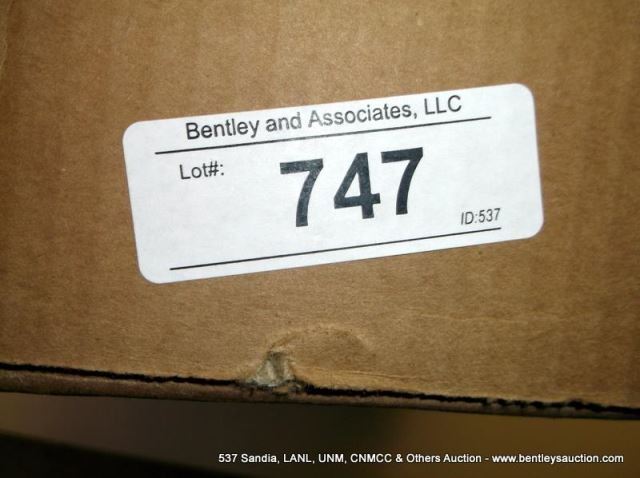 Bentley and Associates, LLC
Lot#:
747
ID:537
537 Sandia, LANL, UNM, CNMCC & Others Auction - www.bentleysauction.com